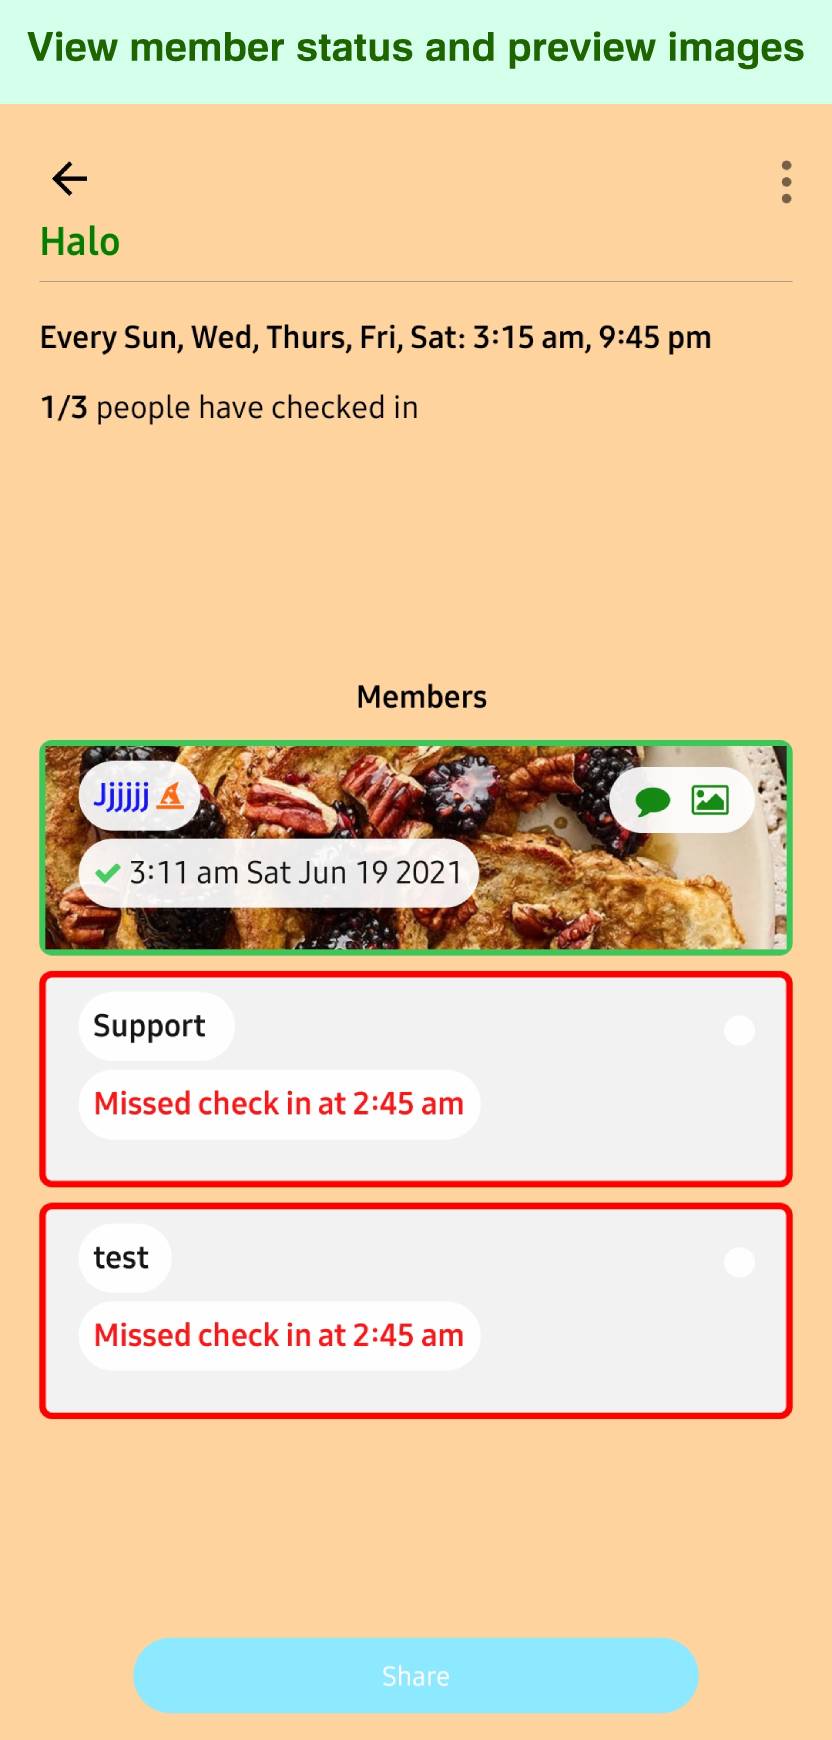 View member status and preview images
Halo
Every Sun, Wed, Thurs, Fri, Sat: 3:15 am, 9:45 pm
1/3 people have checked in
Members
Jjjjjj
3:11 am Sat Jun 19 2021
Support
Missed check in at 2:45 am
test
Missed check in at 2:45 am
Share